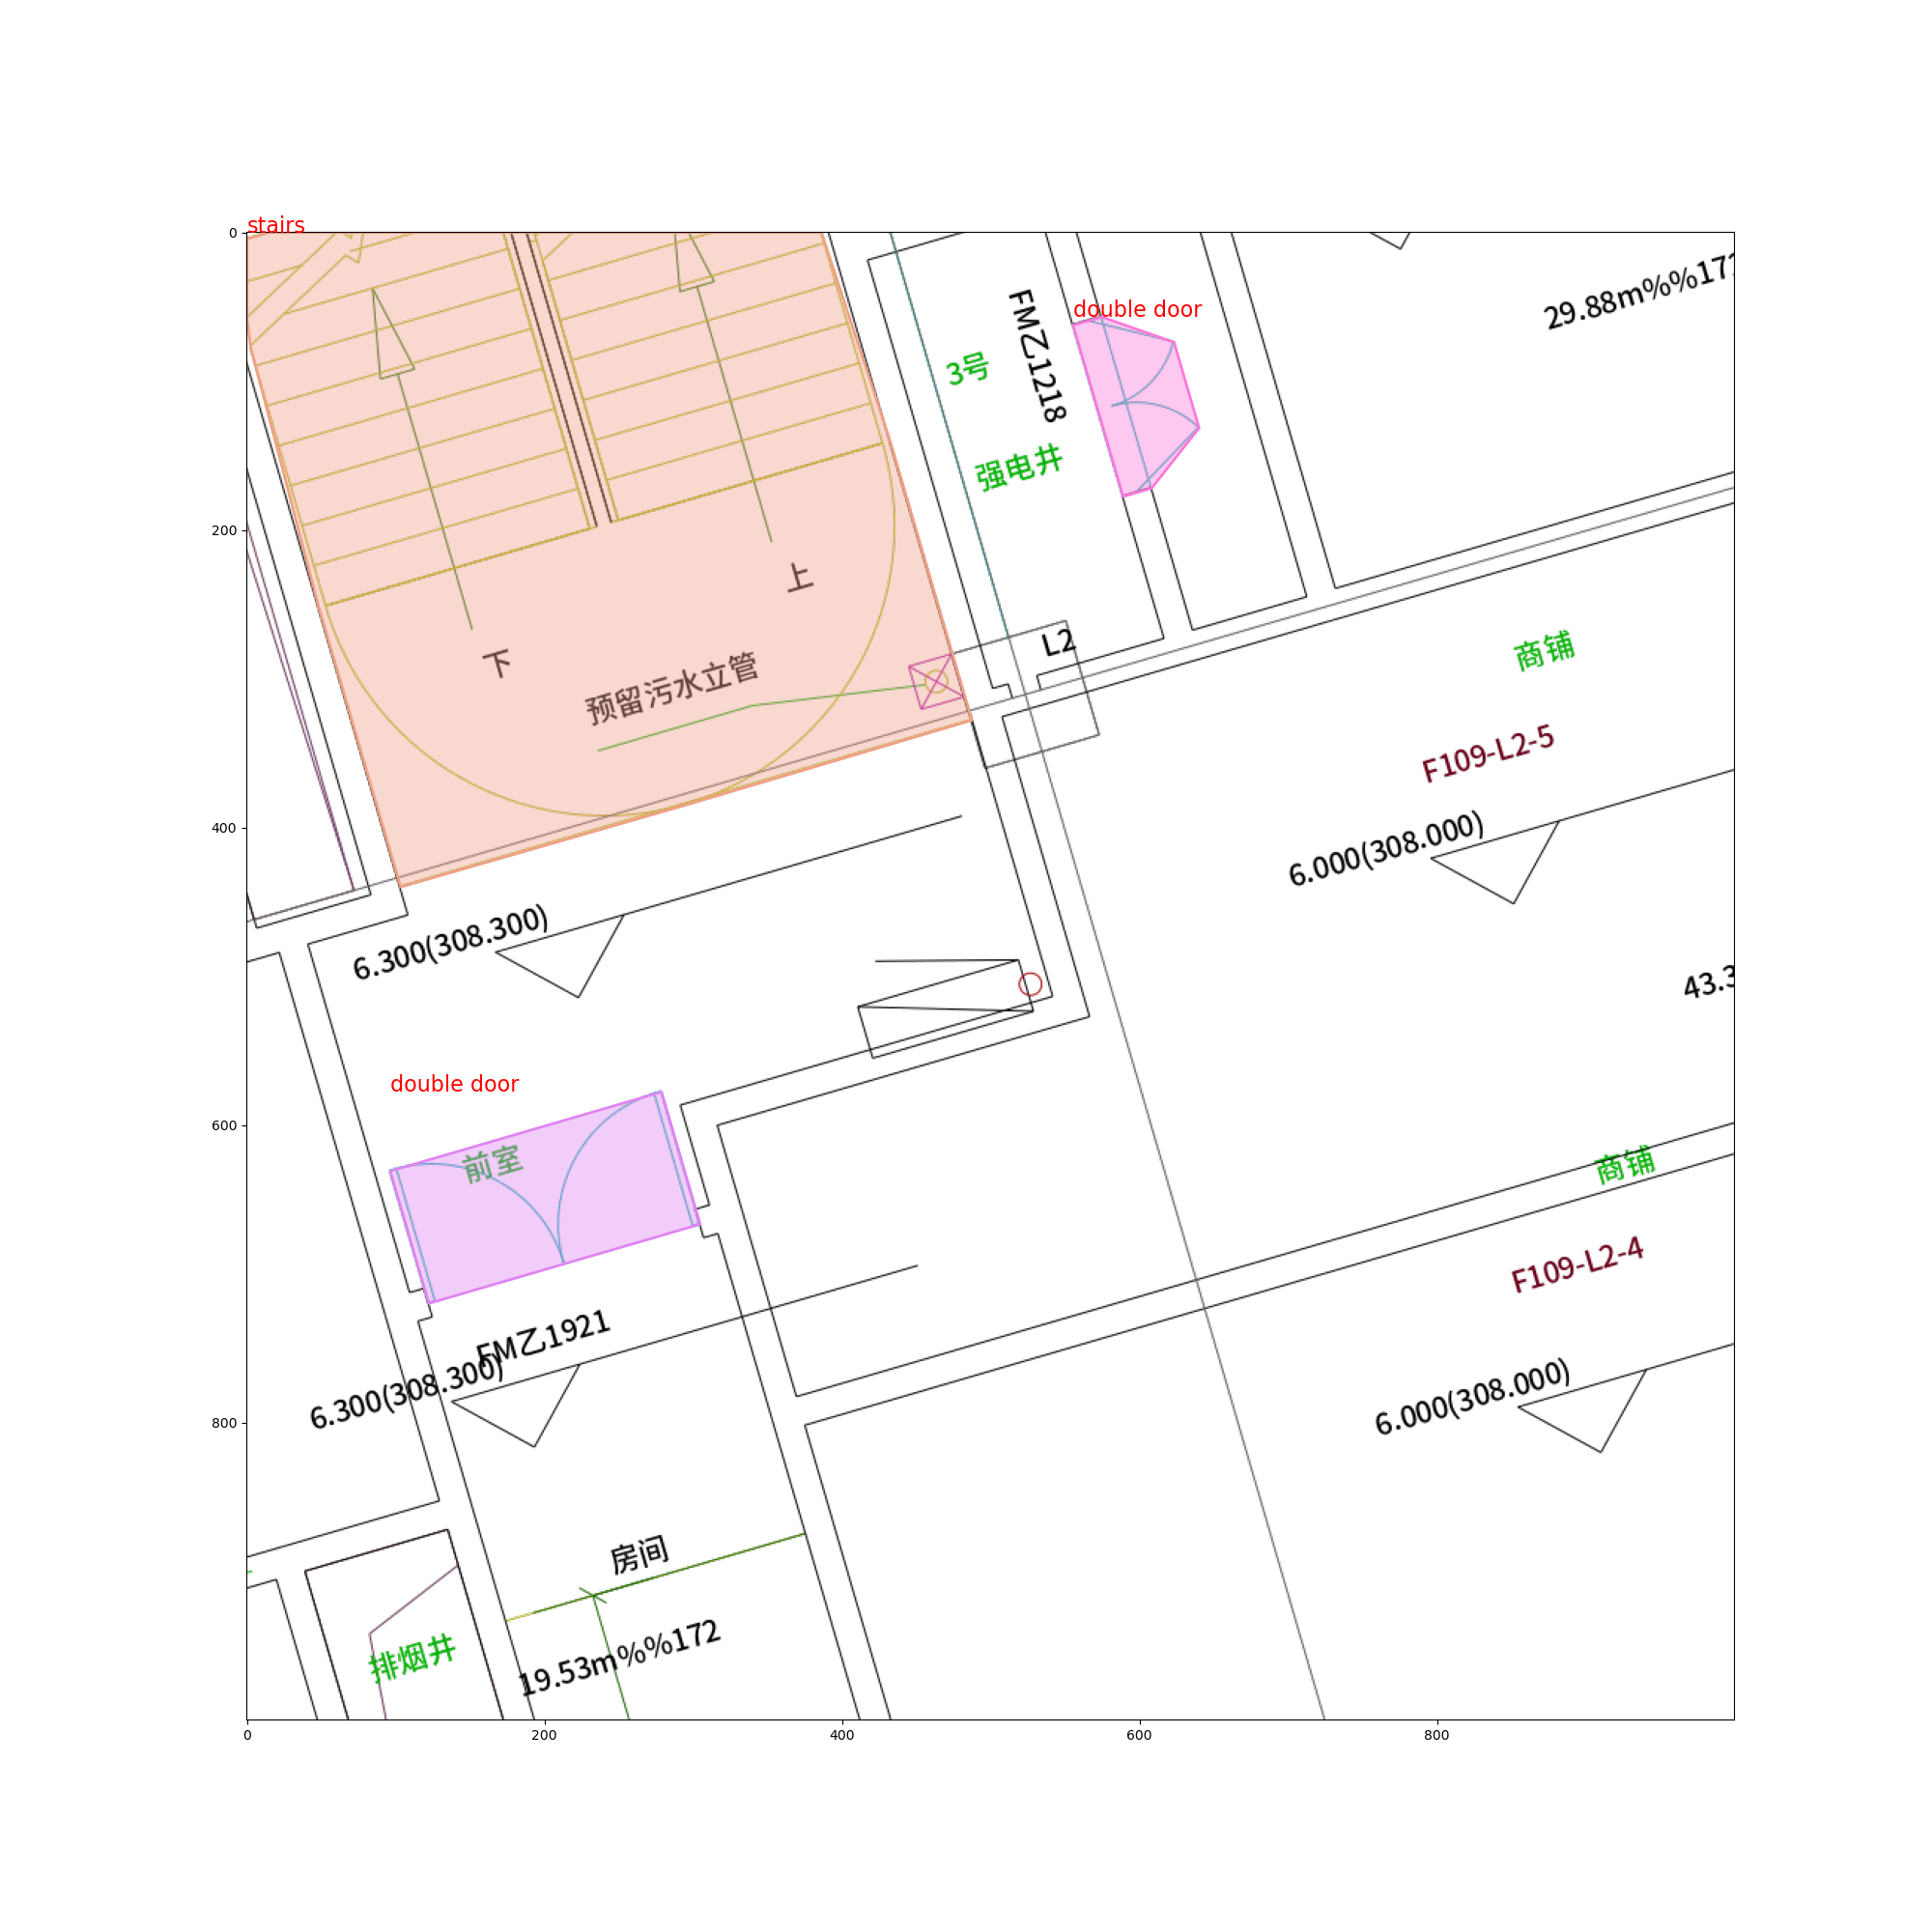 stairs
0
200
400
600
800
0
200
400
600
800
29.88m%%17
double door
FM乙1218
3号
强电井
上
下
预留污水立管
L2
商铺
F109-L2-5
6.000(308.000)
6.300(308.300)
43.3
double door
前室
商铺
F109-L2-4
FM乙1921
6.300(308.300)
6.000(308.000)
房间
19.53m%%172
排烟井